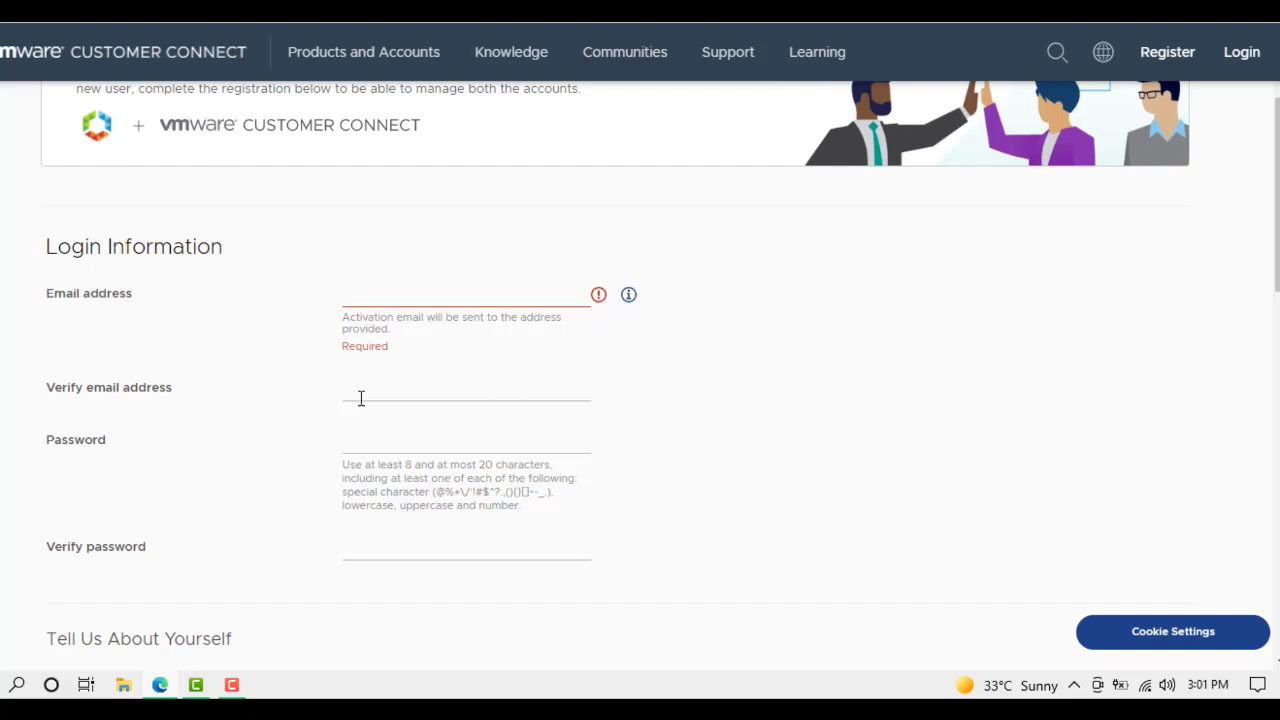 mware® CUSTOMER CONNECT
Products and Accounts
Knowledge
Communities
Support
Learning
Register
Login
new user, complete the registration below to be able to manage both the accounts.
+ vmware® CUSTOMER CONNECT
Login Information
Email address
Activation email will be sent to the address
provided.
Required
Verify email address
Password
Use at least 8 and at most 20 characters,
including at least one of each of the following:
lowercase, uppercase and number.
Verify password
Tell Us About Yourself
Cookie Settings
33°C Sunny
3:01 PM